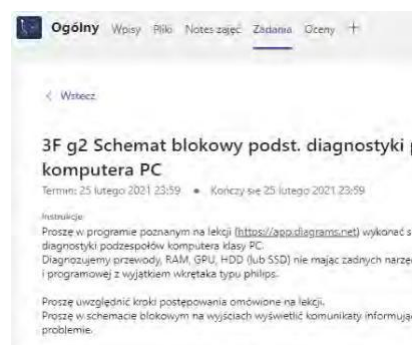 Ogólny Wpisy Pliki Notes zajęć Zadania Oceny +
< Wstecz
3F g2 Schemat blokowy podst. diagnostyki
komputera PC
Termin: 25 lutego 2021 23:59 • Kończy się 25 lutego 2021 23:59
Instrukcje
Proszę w programie poznanym na lekcji (https://app.diagrams.net) wykonać
diagnostyki podzespołów komputera klasy PC.
Diagnozujemy przewody, RAM, GPU, HDD (lub SSD) nie mając żadnych
i programowej z wyjątkiem wkrętaka typu philips.
Proszę uwzględnić kroki postępowania omówione na lekcji.
Proszę w schemacie blokowym na wyjściach wyświetlić komunikaty
problemie.